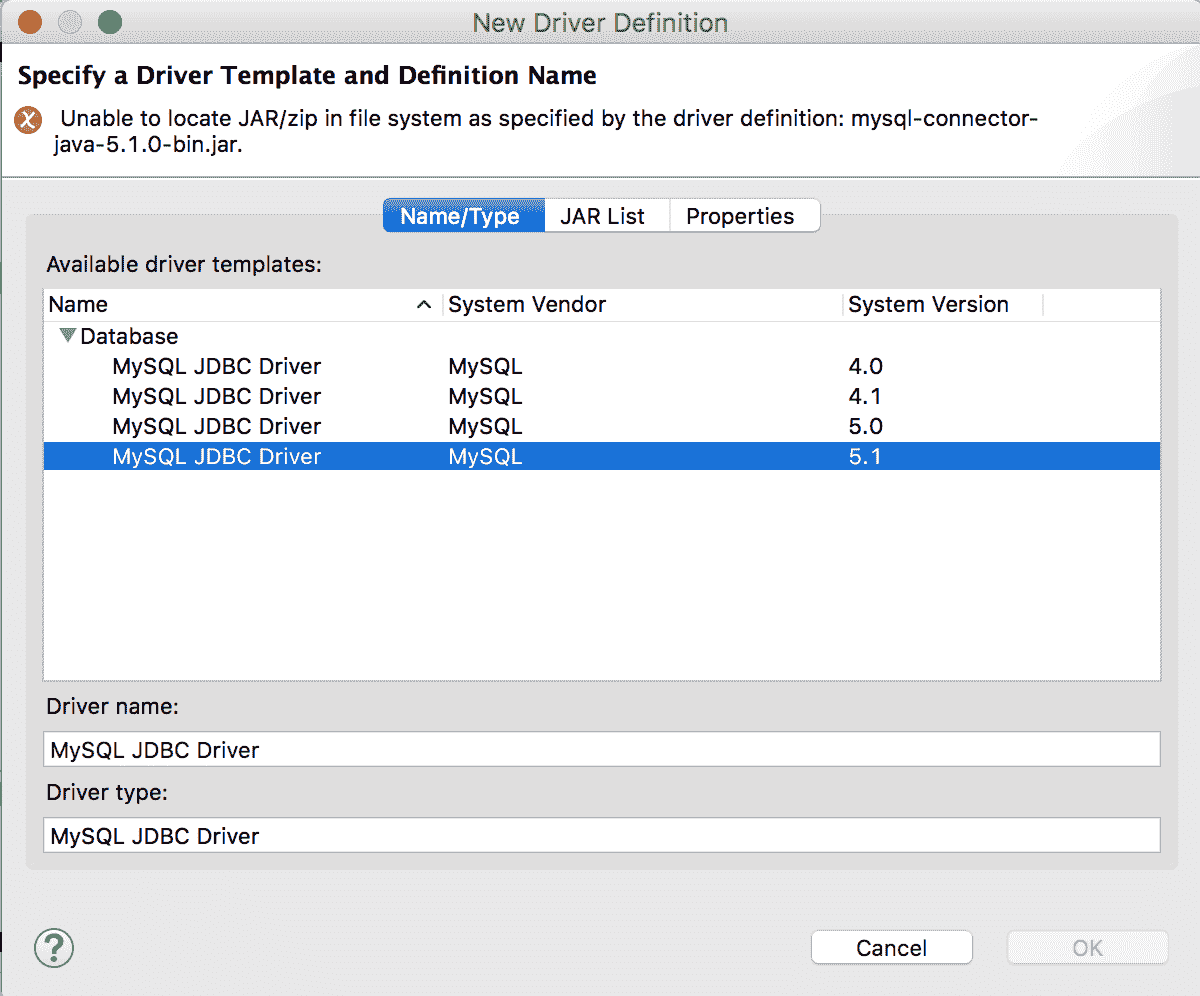 New Driver Definition
Specify a Driver Template and Definition Name
Unable to locate JAR/zip in file system as specified by the driver definition: mysql-connector-
java-5.1.0-bin.jar.
Name/Type JAR List Properties
Available driver templates:
Name System Vendor System Version
Database
MySQL JDBC Driver MySQL 4.0
MySQL JDBC Driver MySQL 4.1
MySQL JDBC Driver MySQL 5.0
MySQL JDBC Driver MySQL 5.1
Driver name:
MySQL JDBC Driver
Driver type:
MySQL JDBC Driver
? Cancel OK